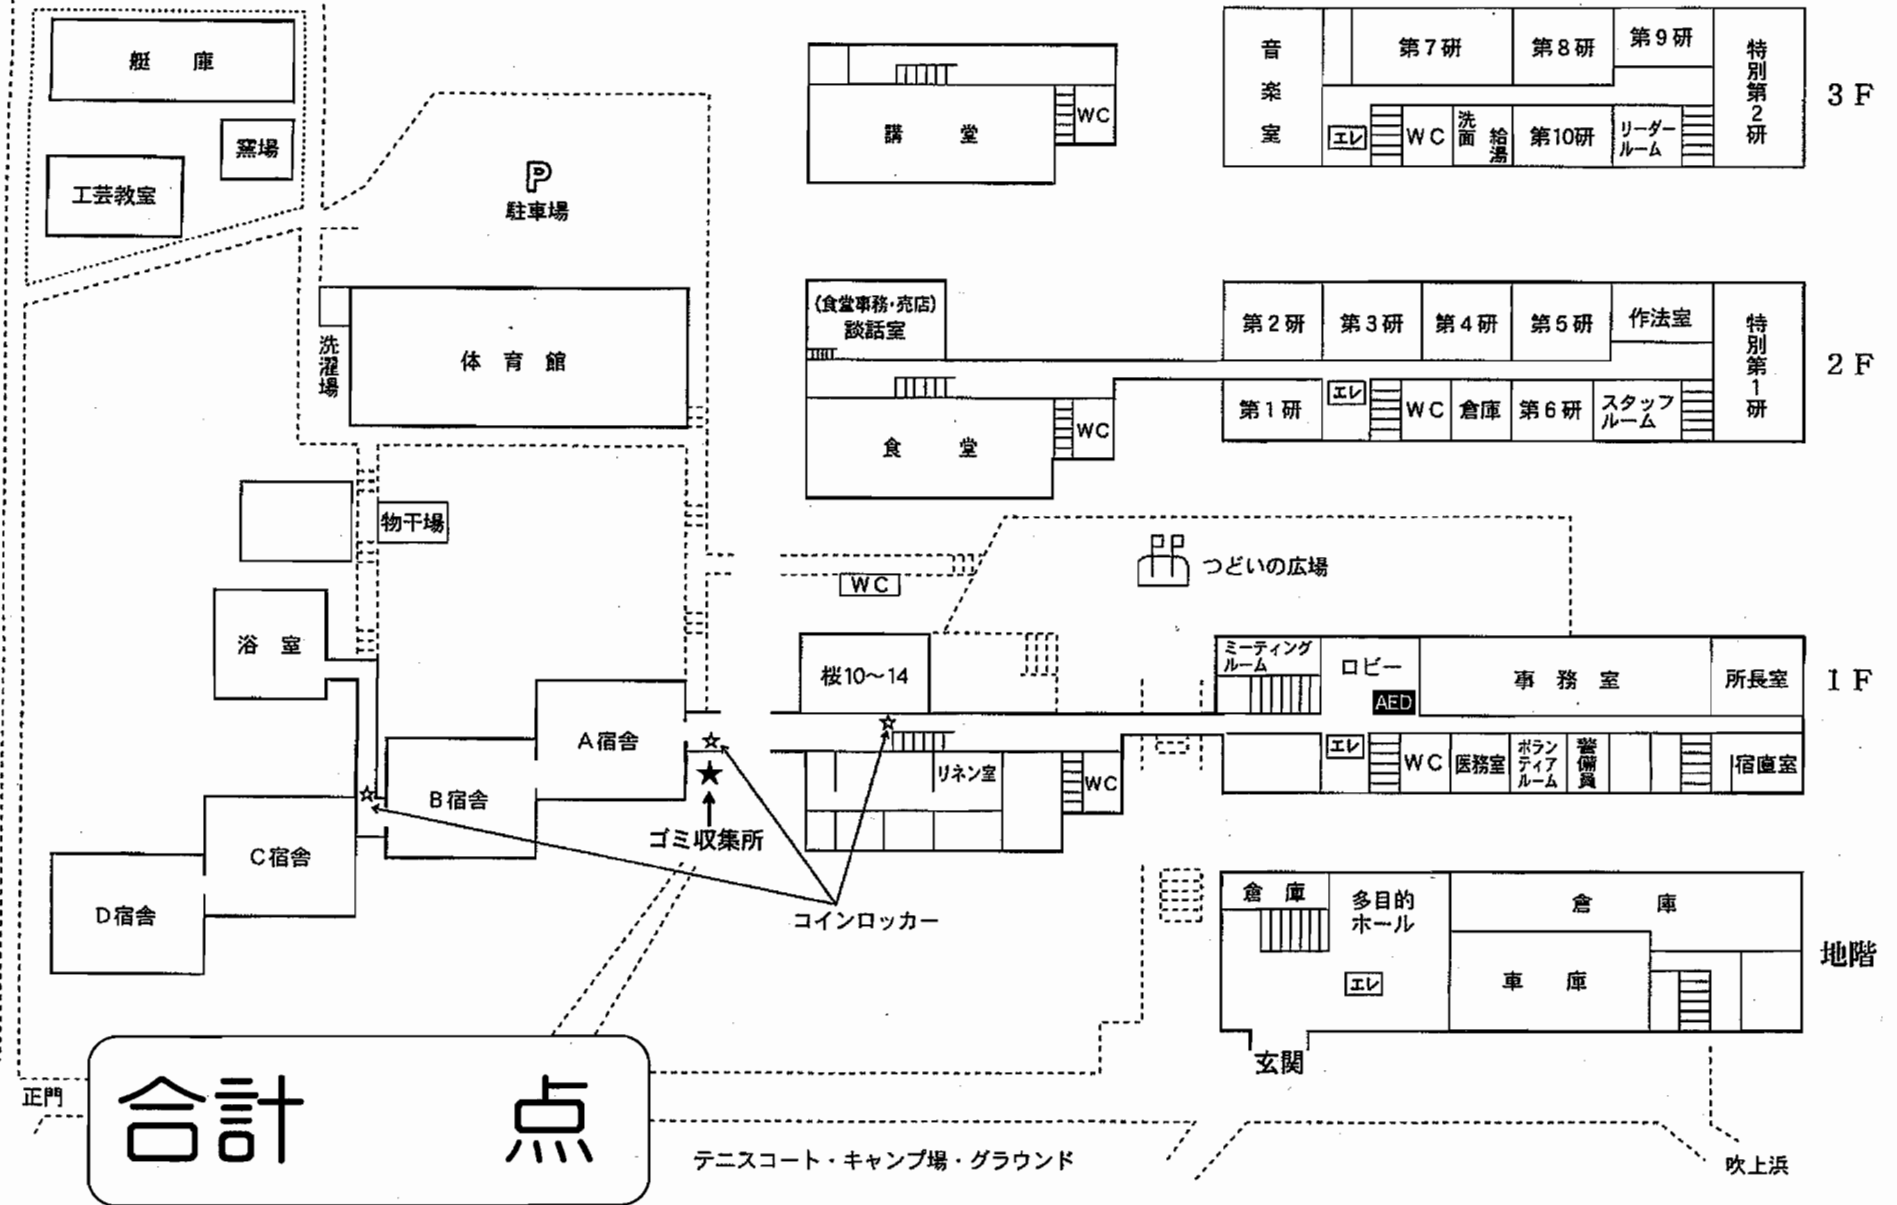 艇庫
窯場
工芸教室
P
駐車場
洗濯場
体育館
物干場
浴室
A宿舎
B宿舎
C宿舎
D宿舎
ゴミ収集所
コインロッカー
講堂
WC
音楽室
第7研
第8研
第9研
特別第2研
エレ
WC
洗面
給湯
第10研
リーダー
ルーム
3F
(食堂事務・売店)
談話室
食堂
WC
第2研
第3研
第4研
第5研
作法室
特別第1研
第1研
エレ
WC
倉庫
第6研
スタッフ
ルーム
2F
つどいの広場
WC
桜10～14
リネン室
WC
ミーティング
ルーム
ロビー
AED
事務室
所長室
エレ
WC
医務室
ボラン
ティア
ルーム
警備員
宿直室
1F
倉庫
多目的
ホール
エレ
倉庫
車庫
地階
玄関
正門
合計 点
テニスコート・キャンプ場・グラウンド
吹上浜